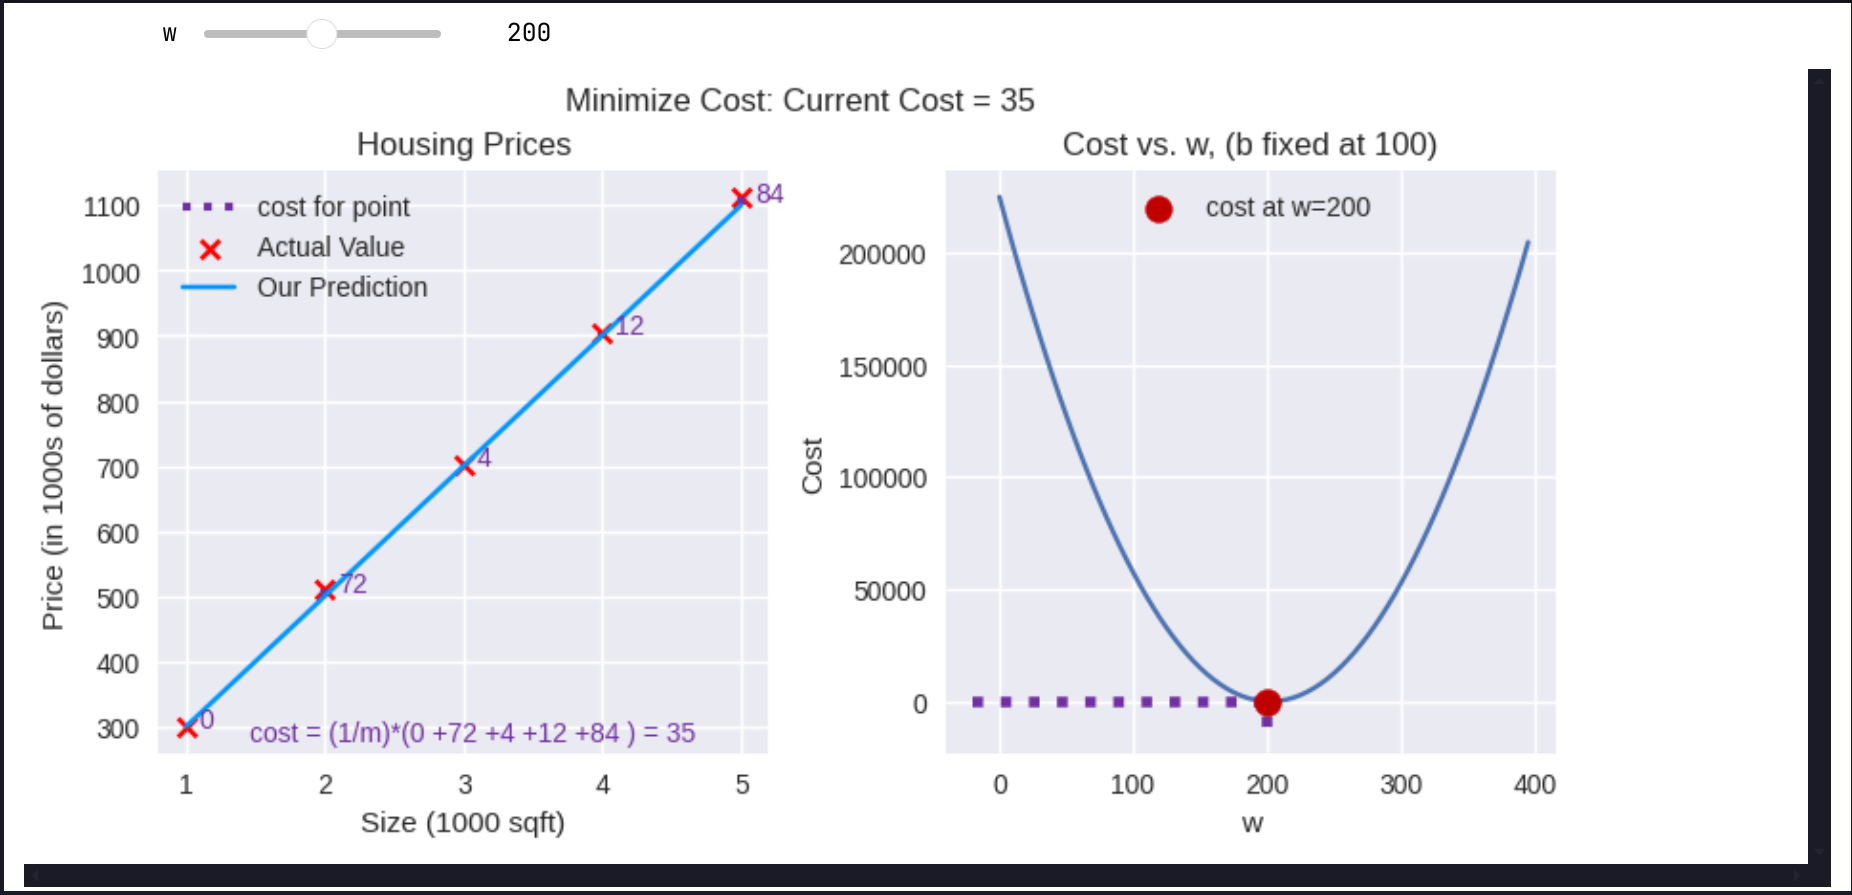 w 200
Minimize Cost: Current Cost = 35
Housing Prices
cost for point
Actual Value
Our Prediction
Price (in 1000s of dollars)
1100
1000
900
800
700
600
500
400
300
84
12
4
72
0
cost = (1/m)*(0 +72 +4 +12 +84 ) = 35
1 2 3 4 5
Size (1000 sqft)
Cost vs. w, (b fixed at 100)
cost at w=200
Cost
200000
150000
100000
50000
0
0 100 200 300 400
w